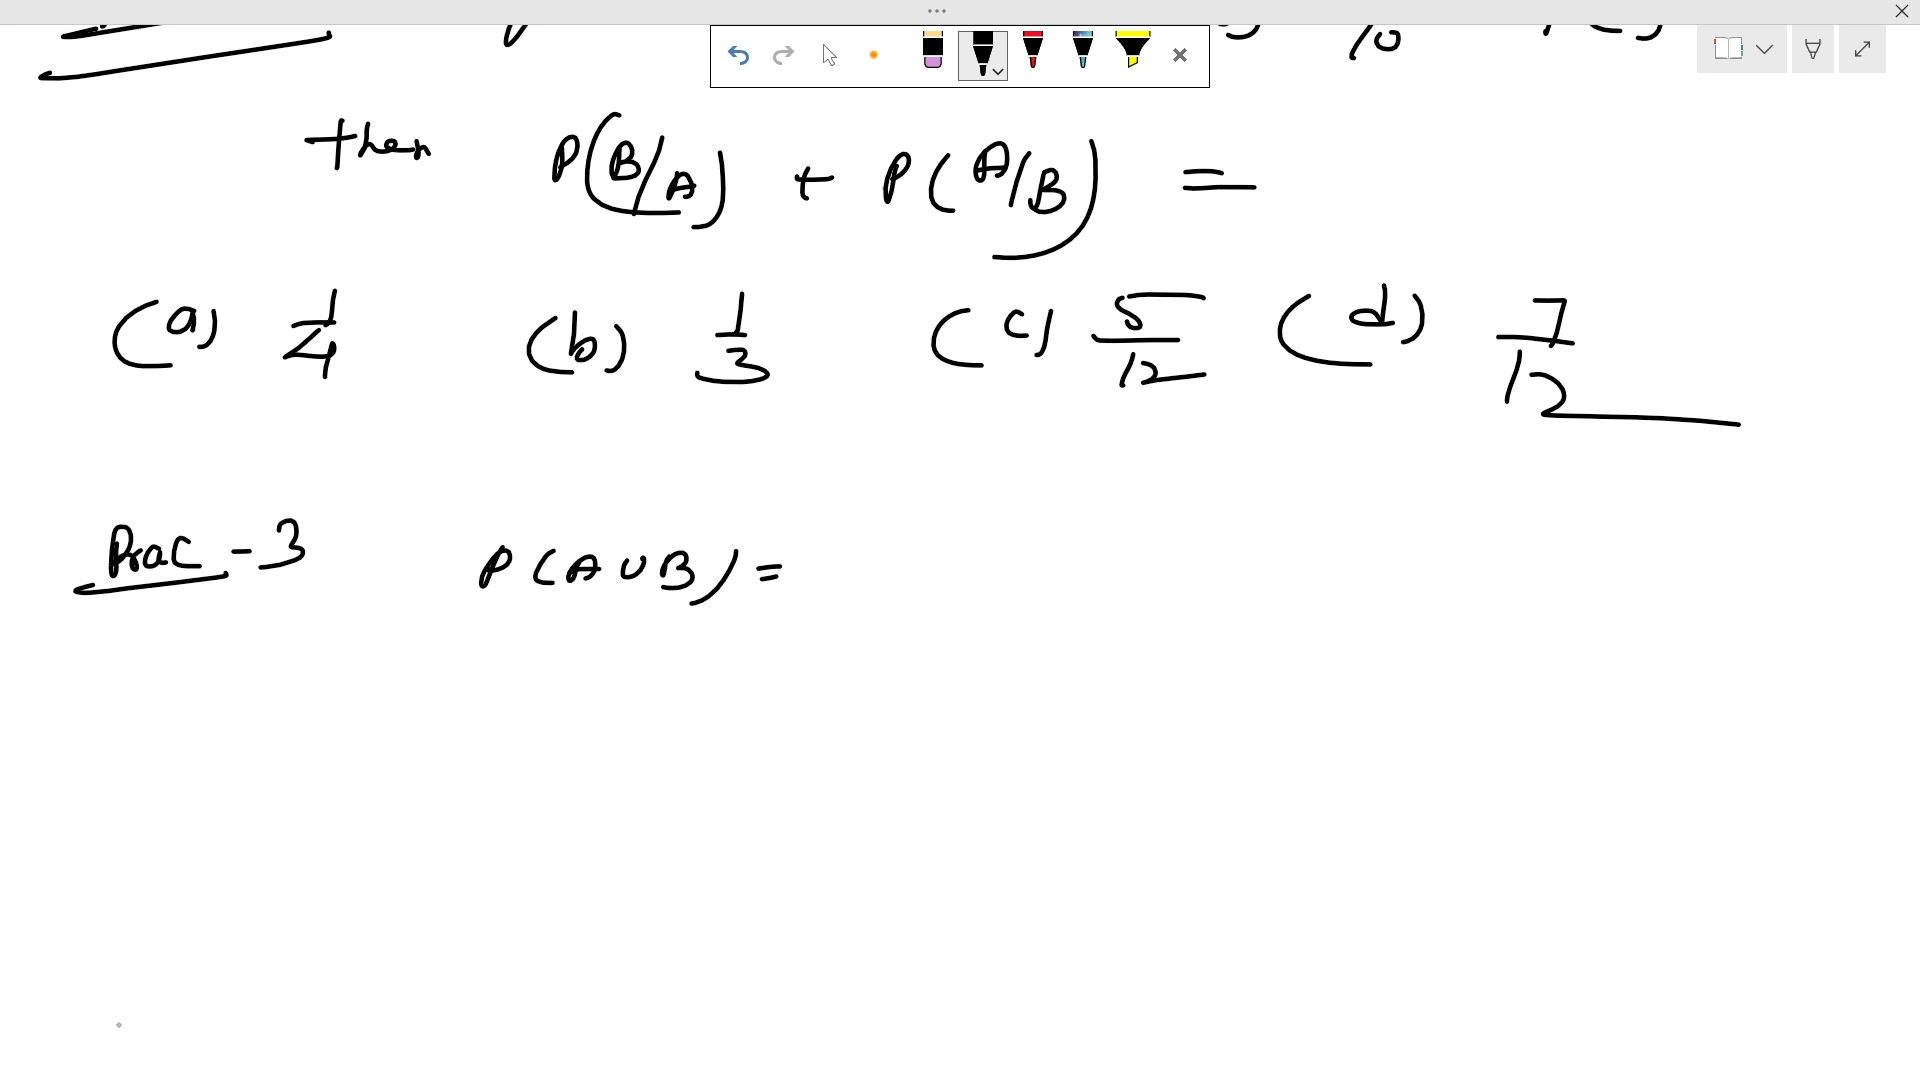 then P(B/A) + P(A/B) =
(a) 1/4 (b) 1/3 (c) 5/12 (d) 7/12
Prac - 3 P(A∪B) =